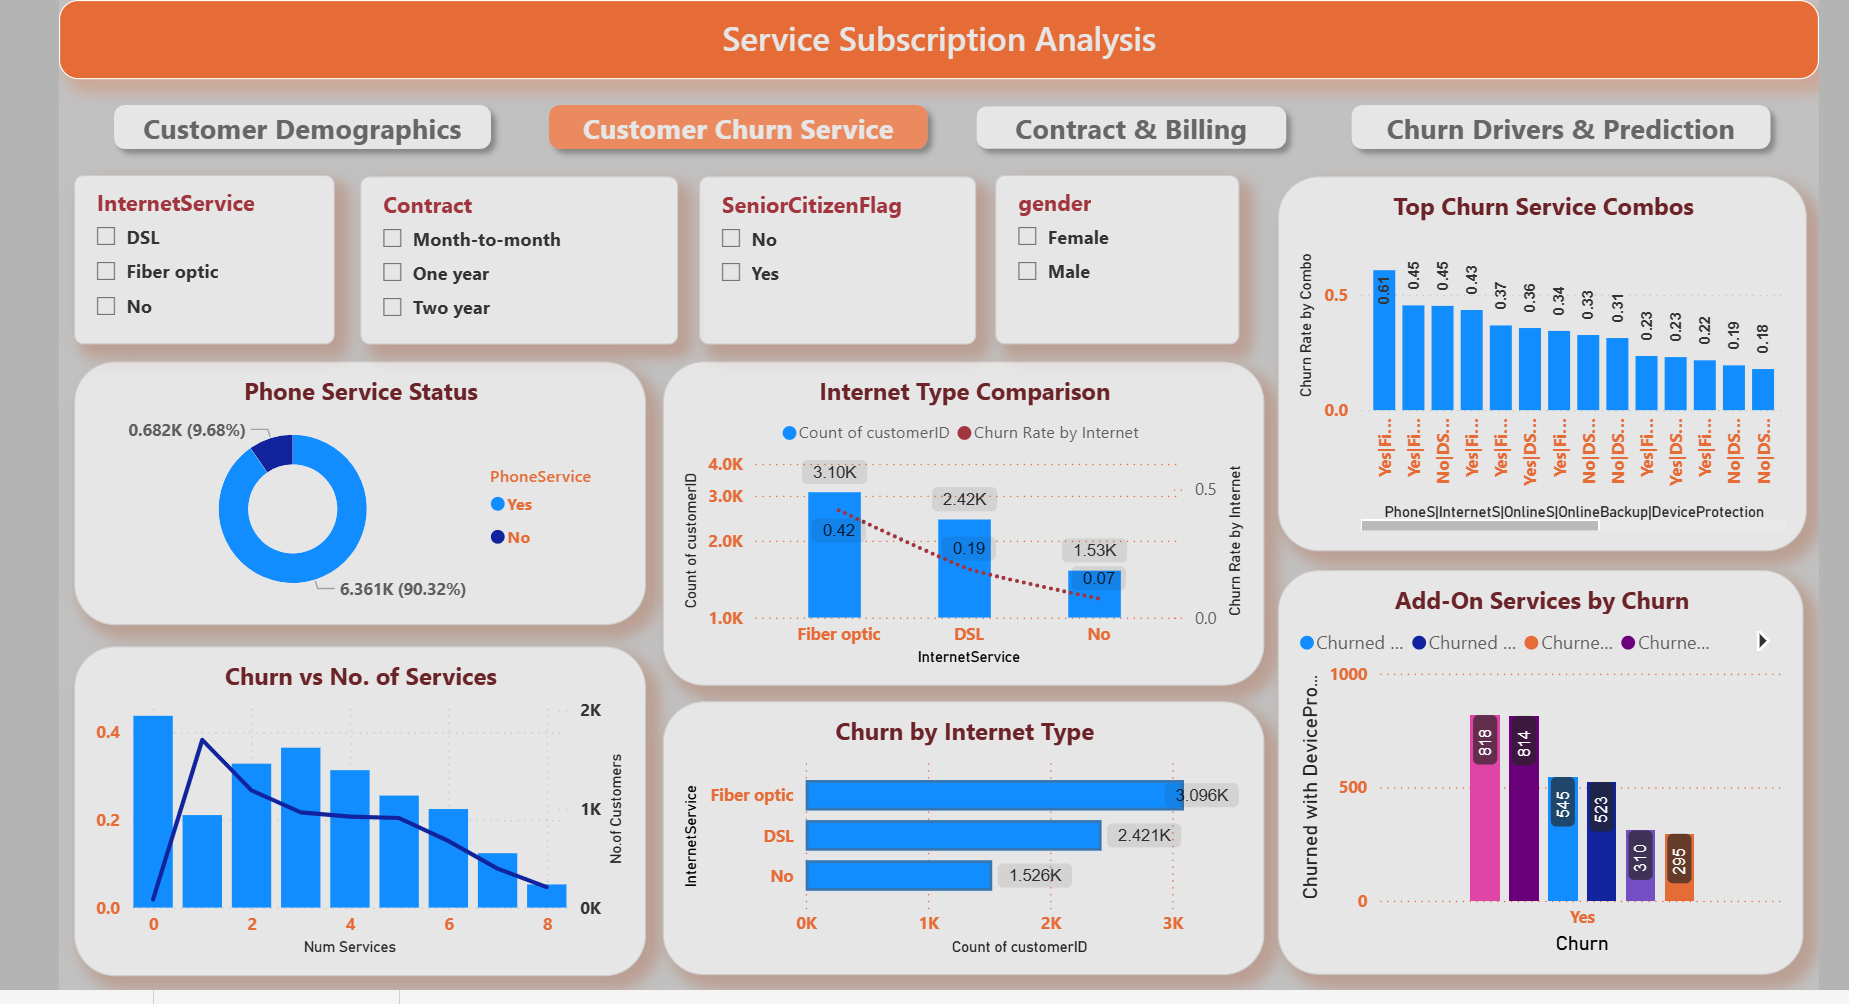 Service Subscription Analysis
Customer Demographics
Customer Churn Service
Contract & Billing
Churn Drivers & Prediction
InternetService
DSL
Fiber optic
No
Contract
Month-to-month
One year
Two year
SeniorCitizenFlag
No
Yes
gender
Female
Male
Top Churn Service Combos
Churn Rate by Combo
0.5
0.0
0.61
0.45
0.45
0.43
0.37
0.36
0.34
0.33
0.31
0.23
0.23
0.22
0.19
0.18
Yes|Fi...
Yes|Fi...
No|DS...
Yes|Fi...
Yes|Fi...
Yes|DS...
Yes|Fi...
No|DS...
No|DS...
Yes|Fi...
Yes|DS...
Yes|Fi...
No|DS...
No|DS...
PhoneS|InternetS|OnlineS|OnlineBackup|DeviceProtection
Phone Service Status
0.682K (9.68%)
6.361K (90.32%)
PhoneService
Yes
No
Internet Type Comparison
Count of customerID
Churn Rate by Internet
Count of customerID
4.0K
3.0K
2.0K
1.0K
3.10K
2.42K
1.53K
0.42
0.19
0.07
0.5
0.0
Churn Rate by Internet
Fiber optic
DSL
No
InternetService
Churn vs No. of Services
0.4
0.2
0.0
2K
1K
0K
No.of Customers
0
2
4
6
8
Num Services
Churn by Internet Type
InternetService
Fiber optic
DSL
No
3.096K
2.421K
1.526K
0K
1K
2K
3K
Count of customerID
Add-On Services by Churn
Churned ...
Churned ...
Churne...
Churne...
Churned with DevicePro...
1000
500
0
818
814
545
523
310
295
Yes
Churn